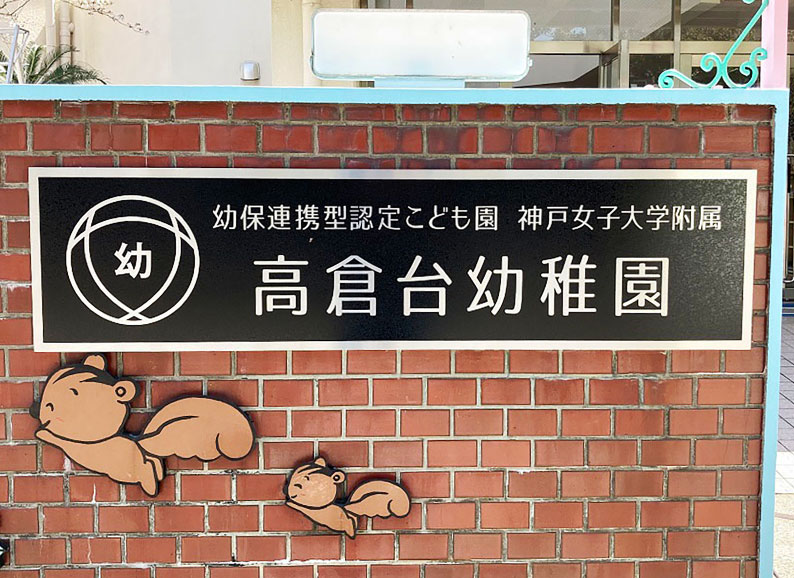 幼
幼保連携型認定こども園 神戸女子大学附属
高倉台幼稚園